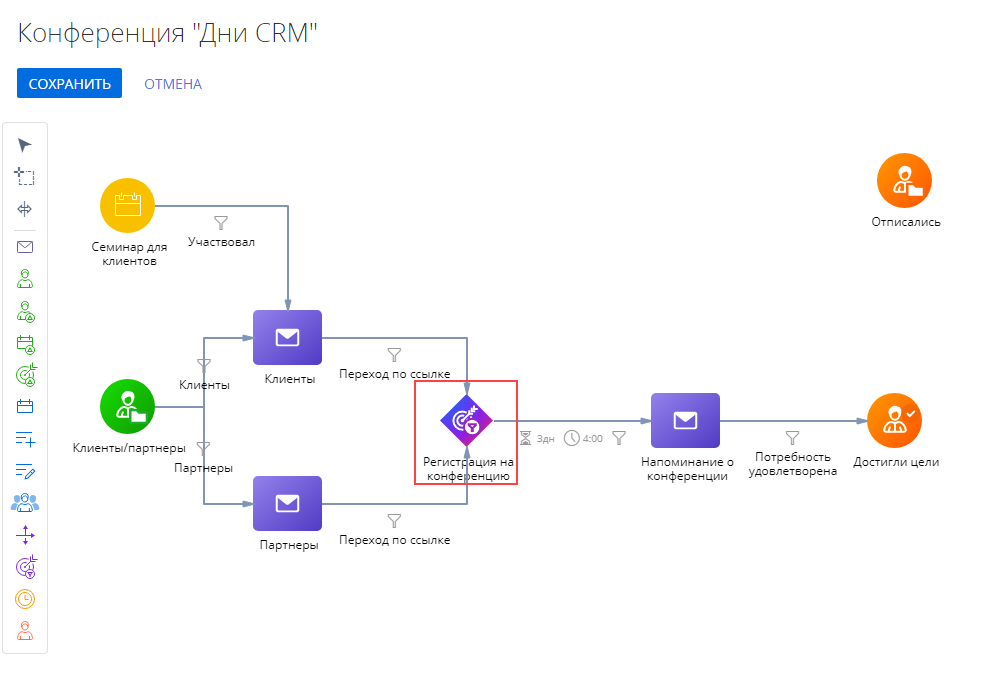 Конференция "Дни CRM"
СОХРАНИТЬ
ОТМЕНА
Отписались
Семинар для
клиентов
Участвовал
Клиенты
Клиенты
Переход по ссылке
Клиенты/партнеры
Партнеры
Регистрация на
конференцию
3дн
4:00
Напоминание о
конференции
Потребность
удовлетворена
Достигли цели
Партнеры
Переход по ссылке